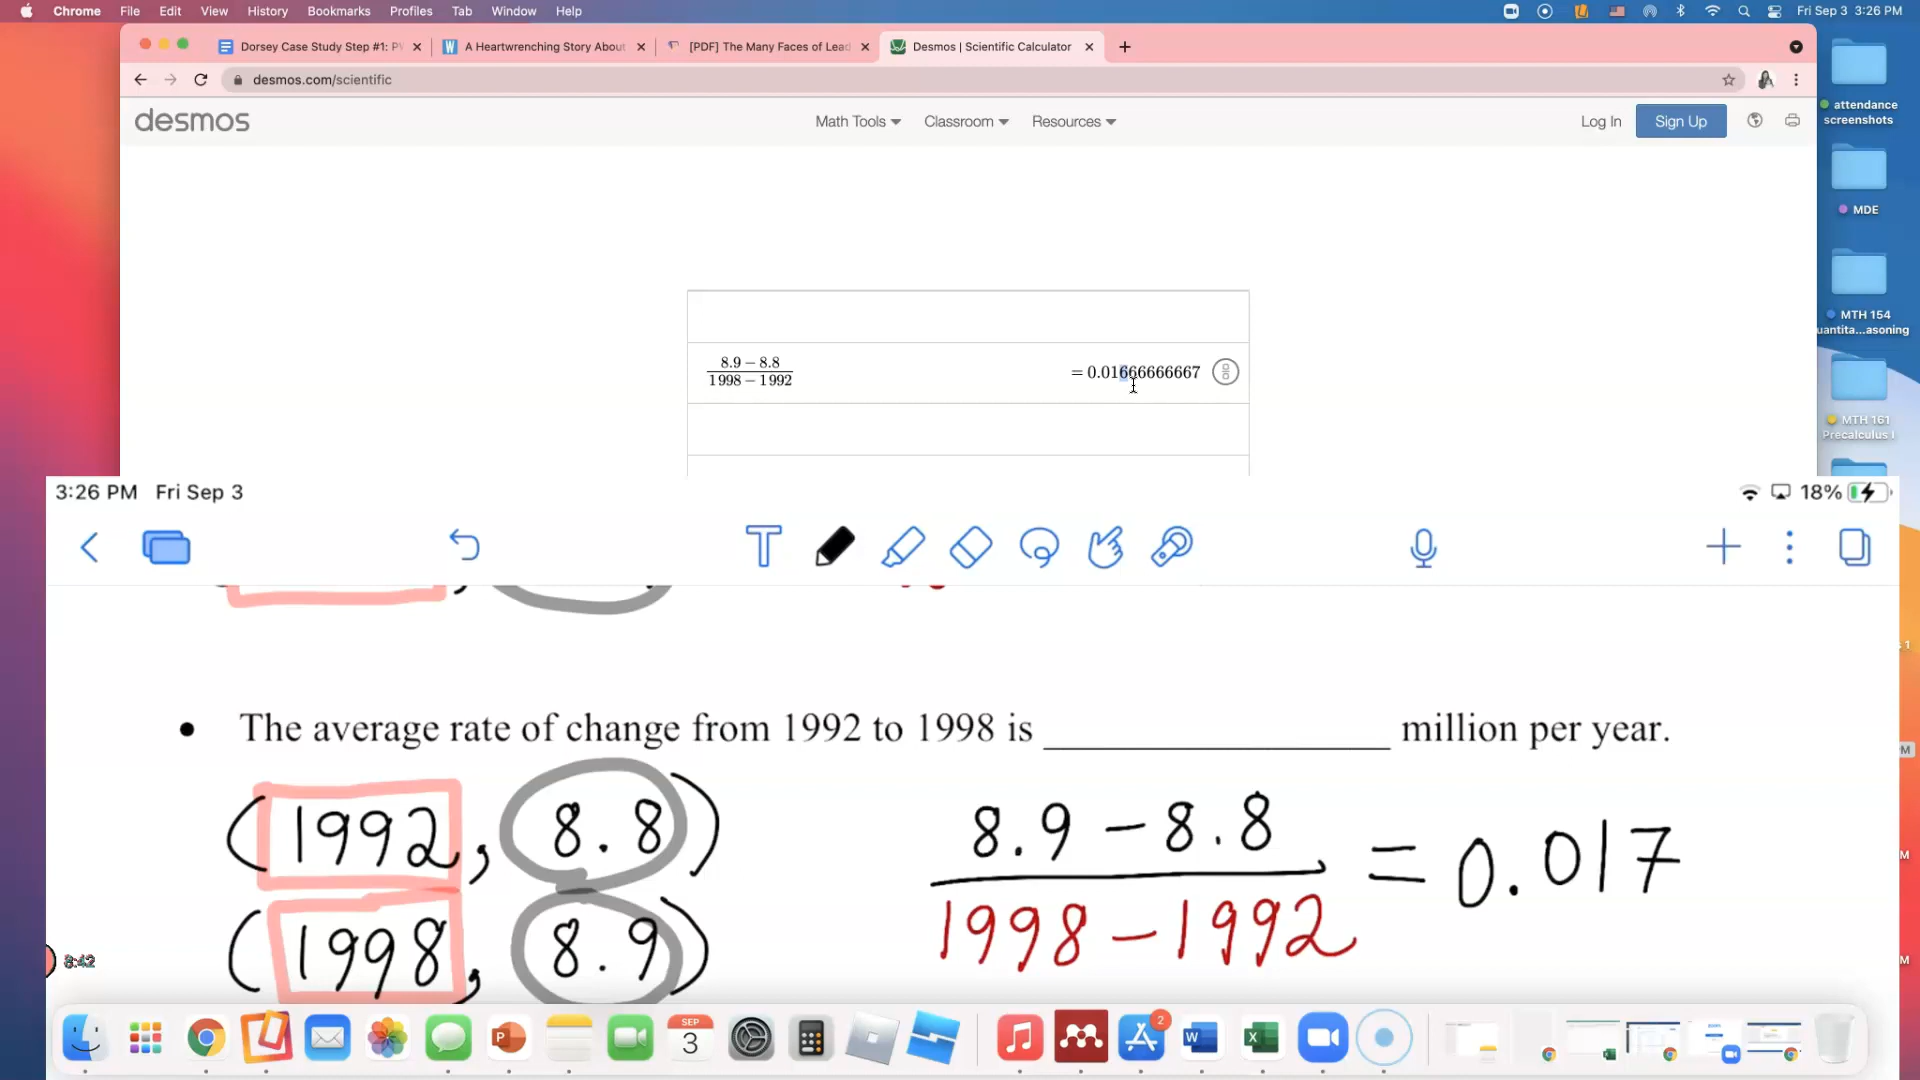 Chrome File Edit View History Bookmarks Profiles Tab Window Help Fri Sep 3 3:26 PM
Dorsey Case Study Step #1: P A Heartwrenching Story About [PDF] The Many Faces of Lead Desmos | Scientific Calculator
desmos.com/scientific
desmos Math Tools Classroom Resources Log In Sign Up
attendance
screenshots
MDE
MTH 154
uantita...asoning
MTH 161
Precalculus I
8.9 − 8.8
1998 − 1992
= 0.01666666667
3:26 PM Fri Sep 3 18%
• The average rate of change from 1992 to 1998 is ________________ million per year.
(1992, 8.8)
(1998, 8.9)
8.9 − 8.8
1998 − 1992
= 0.017
8:42
SEP
3
2